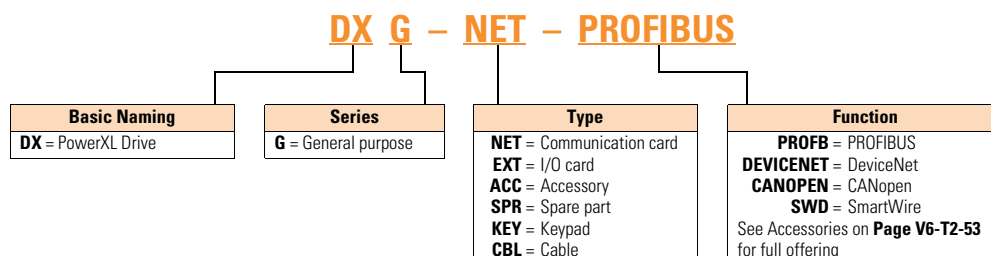 DX G – NET – PROFIBUS
Basic Naming
DX = PowerXL Drive
Series
G = General purpose
Type
NET = Communication card
EXT = I/O card
ACC = Accessory
SPR = Spare part
KEY = Keypad
CBL = Cable
Function
PROFB = PROFIBUS
DEVICENET = DeviceNet
CANOPEN = CANopen
SWD = SmartWire
See Accessories on Page V6-T2-53
for full offering